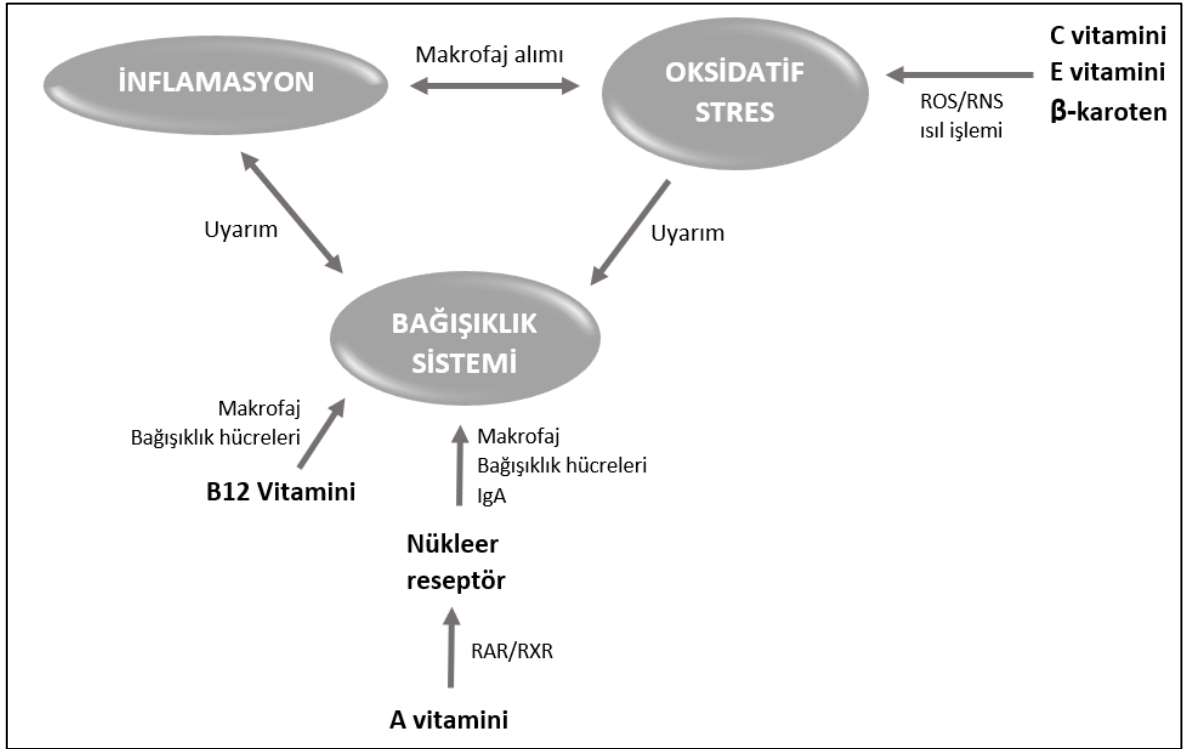 İNFLAMASYON
Makrofaj alımı
OKSİDATİF
STRES
C vitamini
E vitamini
β-karoten
ROS/RNS
ısıl işlemi
Uyarım
Uyarım
BAĞIŞIKLIK
SİSTEMİ
Makrofaj
Bağışıklık hücreleri
B12 Vitamini
Makrofaj
Bağışıklık hücreleri
IgA
Nükleer
reseptör
RAR/RXR
A vitamini